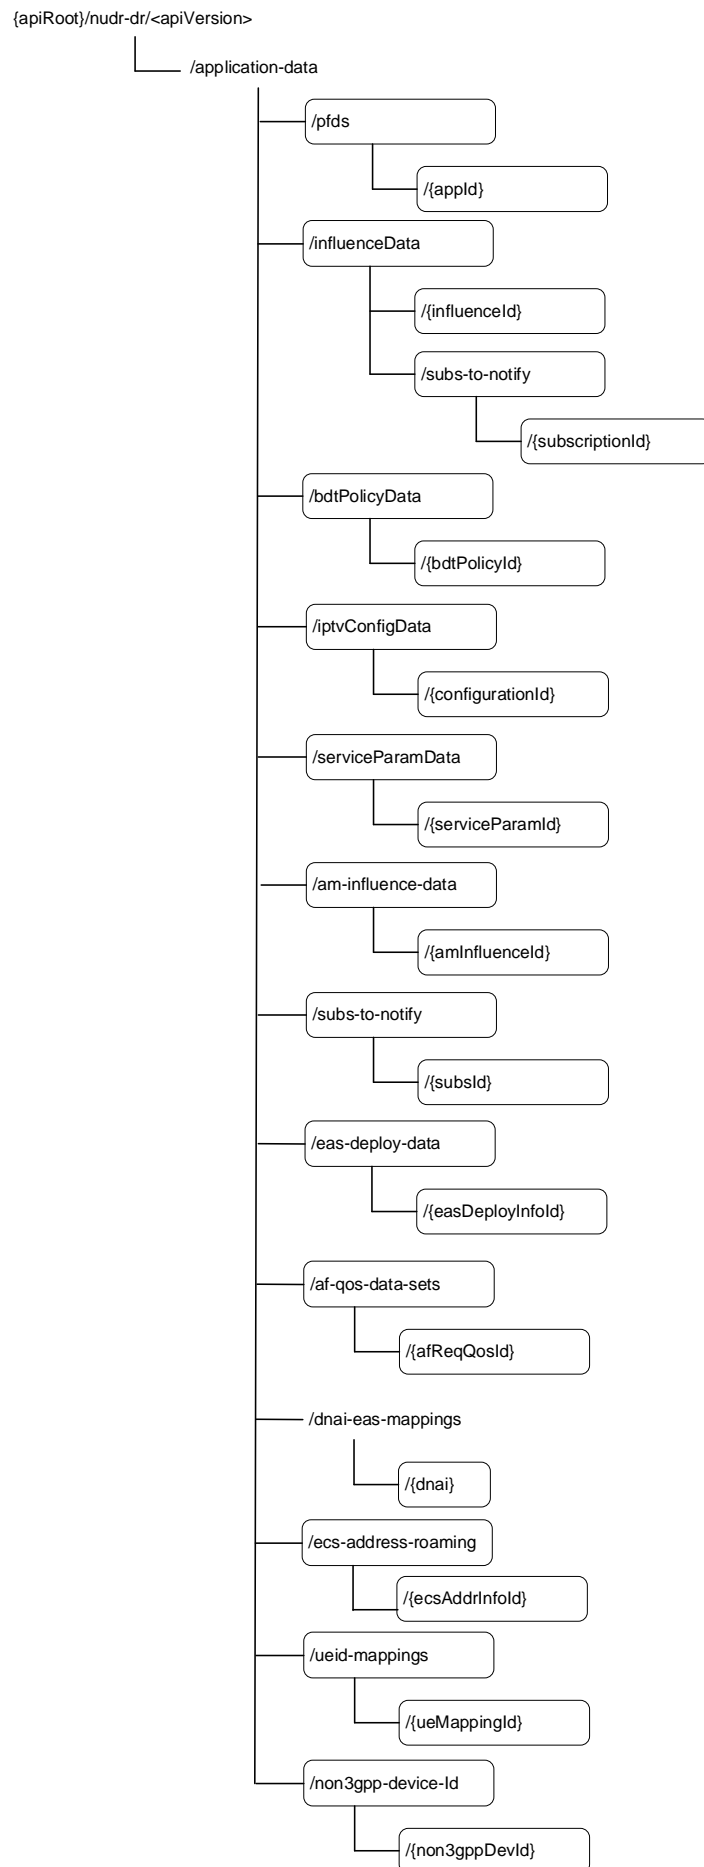 {apiRoot}/nudr-dr/<apiVersion>
/application-data
/pfds
/{appId}
/influenceData
/{influenceId}
/subs-to-notify
/{subscriptionId}
/bdtPolicyData
/{bdtPolicyId}
/iptvConfigData
/{configurationId}
/serviceParamData
/{serviceParamId}
/am-influence-data
/{amInfluenceId}
/subs-to-notify
/{subsId}
/eas-deploy-data
/{easDeployInfoId}
/af-qos-data-sets
/{afReqQosId}
/dnai-eas-mappings
/{dnai}
/ecs-address-roaming
/{ecsAddrInfoId}
/ueid-mappings
/{ueMappingId}
/non3gpp-device-Id
/{non3gppDevId}